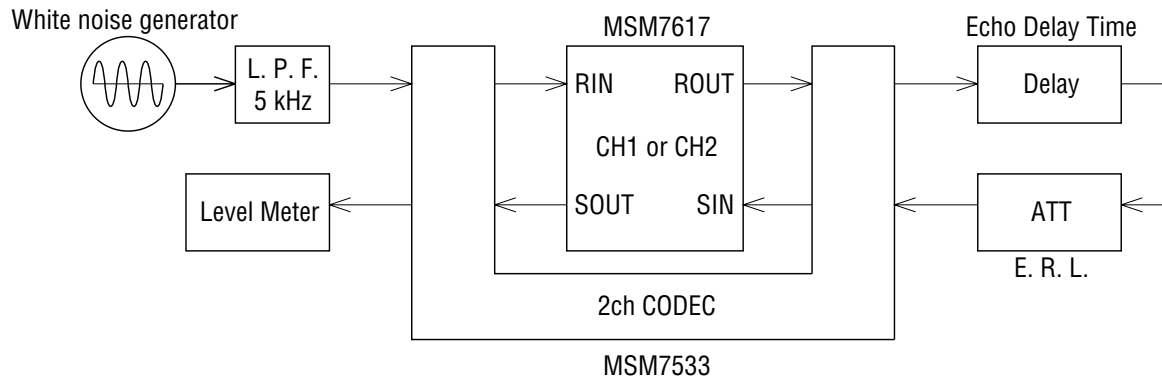 White noise generator
L. P. F.
5 kHz
MSM7617
RIN
ROUT
CH1 or CH2
SOUT
SIN
Echo Delay Time
Delay
Level Meter
ATT
E. R. L.
2ch CODEC
MSM7533